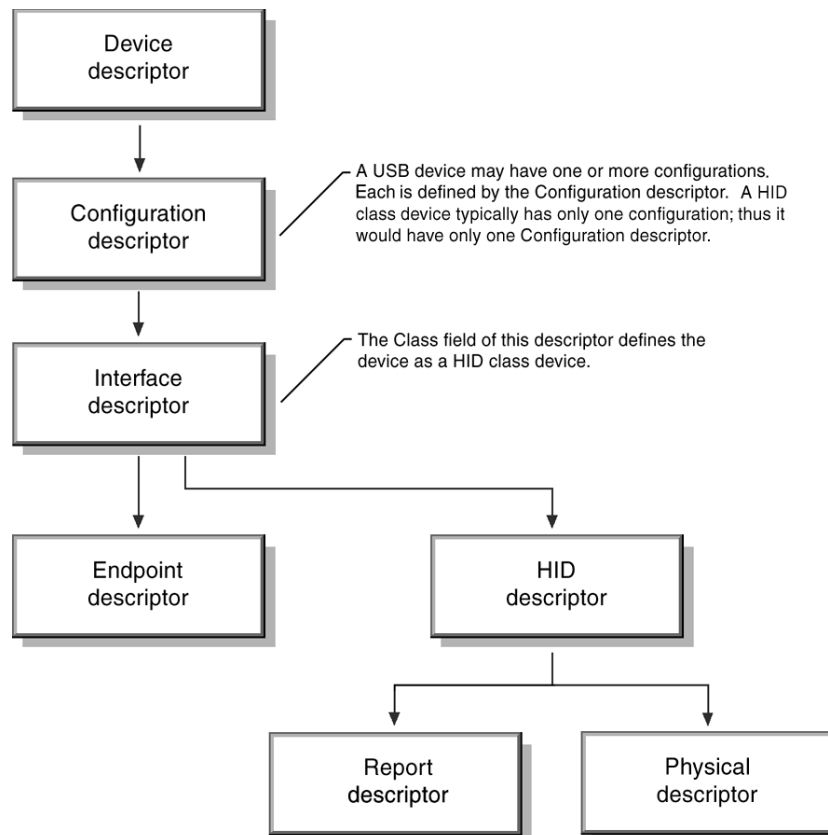 Device
descriptor
A USB device may have one or more configurations.
Each is defined by the Configuration descriptor. A HID
class device typically has only one configuration; thus it
would have only one Configuration descriptor.
Configuration
descriptor
The Class field of this descriptor defines the
device as a HID class device.
Interface
descriptor
Endpoint
descriptor
HID
descriptor
Report
descriptor
Physical
descriptor